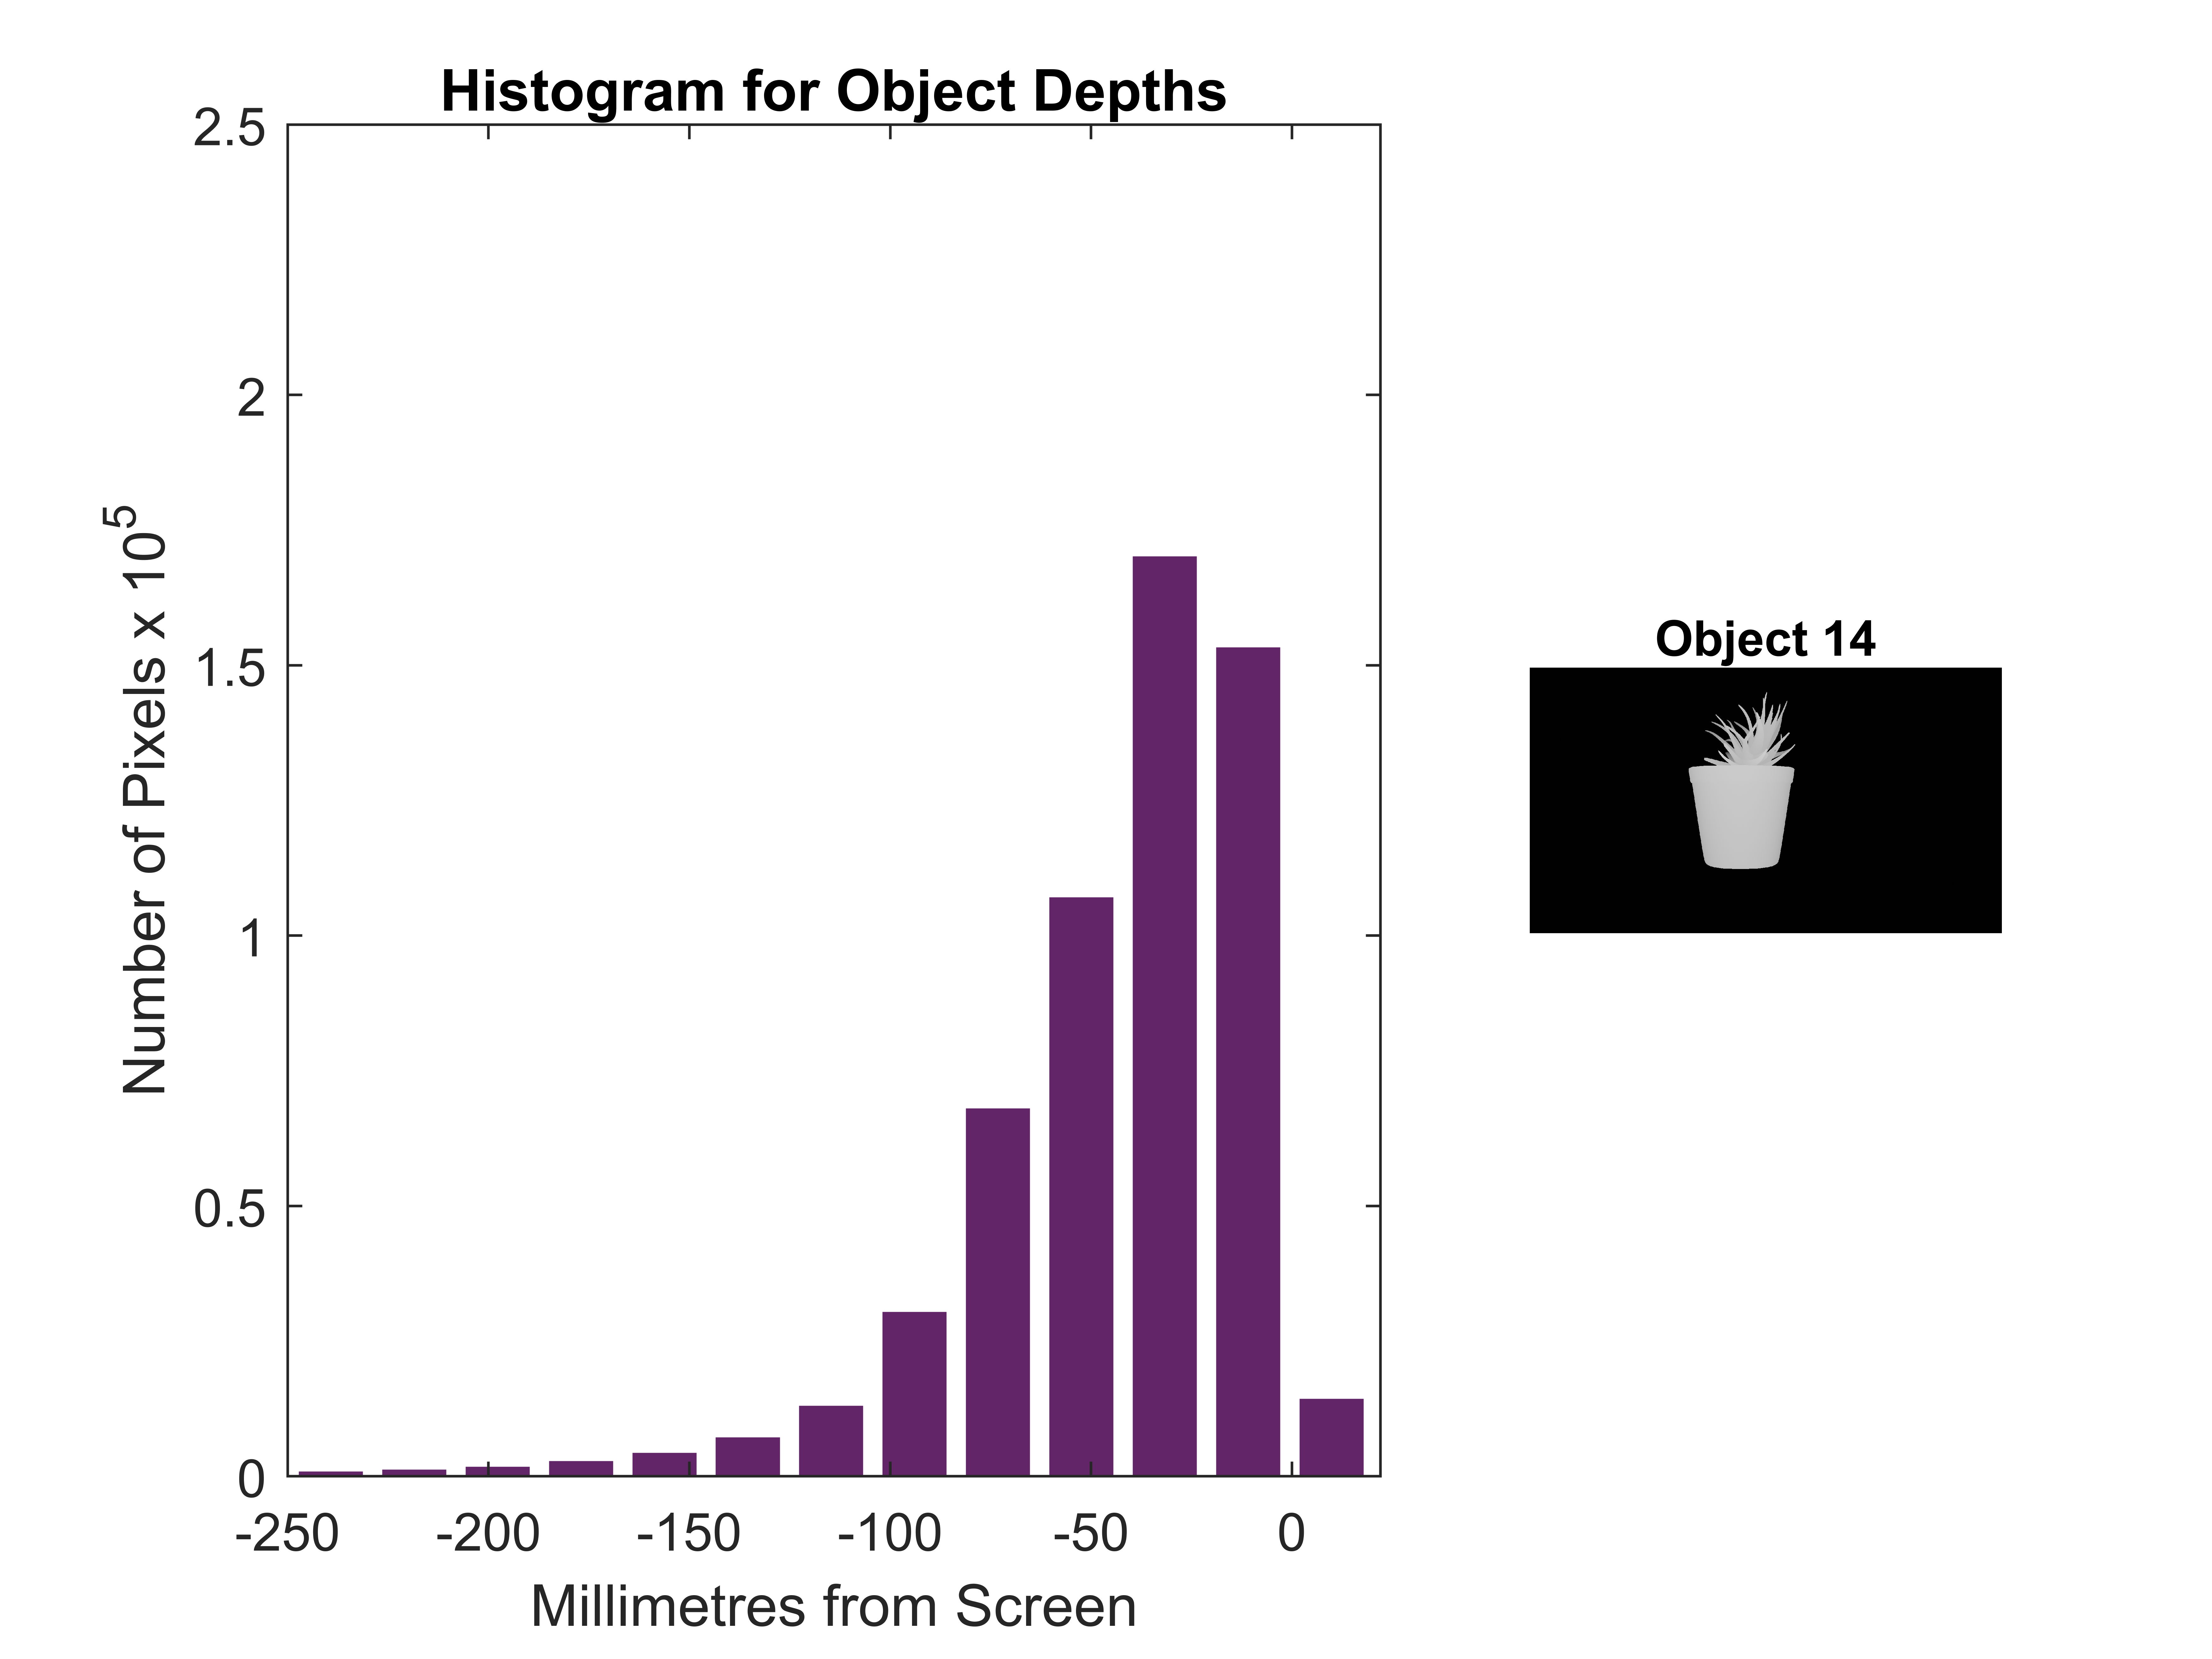 Histogram for Object Depths
2.5
2
1.5
1
0.5
0
Number of Pixels x 10^5
-250 -200 -150 -100 -50 0
Millimetres from Screen
Object 14